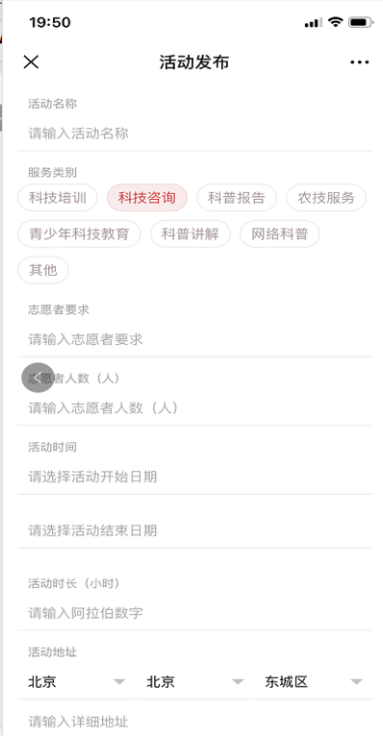 19:50
活动发布
活动名称
请输入活动名称
服务类别
科技培训 科技咨询 科普报告 农技服务
青少年科技教育 科普讲解 网络科普
其他
志愿者要求
请输入志愿者要求
志愿者人数（人）
请输入志愿者人数（人）
活动时间
请选择活动开始日期
请选择活动结束日期
活动时长（小时）
请输入阿拉伯数字
活动地址
北京 北京 东城区
请输入详细地址